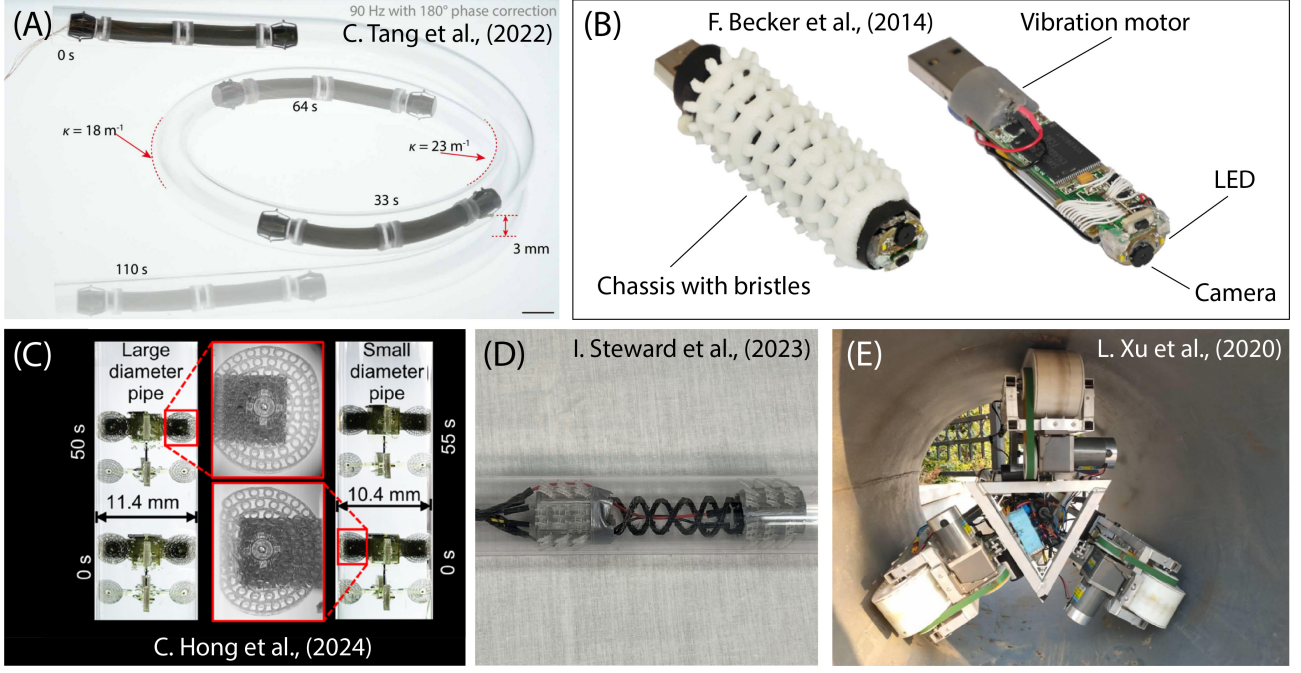 (A)
90 Hz with 180° phase correction
C. Tang et al., (2022)
0 s
64 s
κ = 18 m⁻¹
κ = 23 m⁻¹
33 s
3 mm
110 s
(B)
F. Becker et al., (2014)
Vibration motor
LED
Chassis with bristles
Camera
(C)
Large
diameter
pipe
Small
diameter
pipe
50 s
55 s
11.4 mm
10.4 mm
0 s
0 s
C. Hong et al., (2024)
(D)
I. Steward et al., (2023)
(E)
L. Xu et al., (2020)